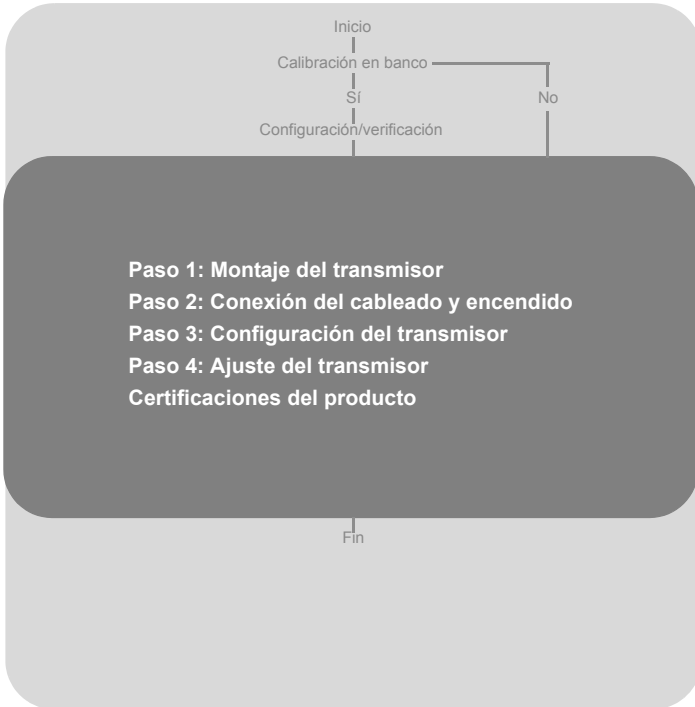 Inicio
Calibración en banco
Sí
No
Configuración/verificación
Paso 1: Montaje del transmisor
Paso 2: Conexión del cableado y encendido
Paso 3: Configuración del transmisor
Paso 4: Ajuste del transmisor
Certificaciones del producto
Fin